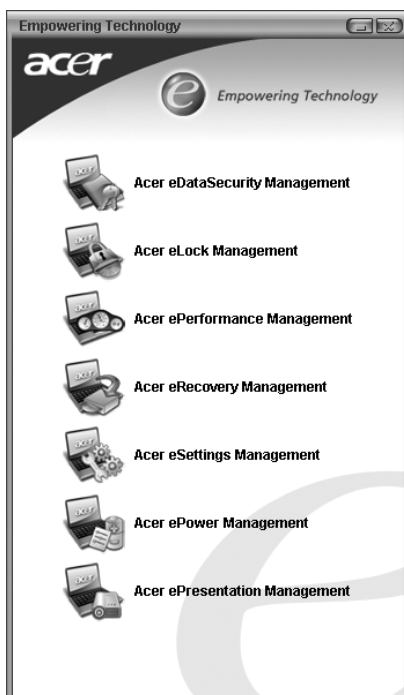 Empowering Technology
acer
e Empowering Technology
Acer eDataSecurity Management
Acer eLock Management
Acer ePerformance Management
Acer eRecovery Management
Acer eSettings Management
Acer ePower Management
Acer ePresentation Management